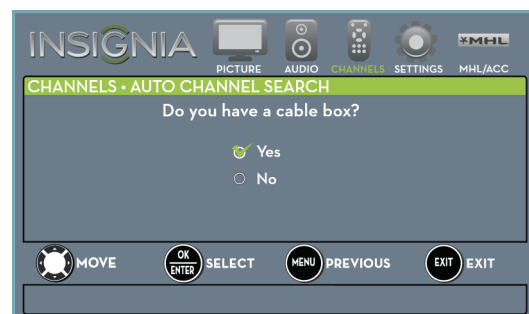 INSIGNIA
PICTURE AUDIO CHANNELS SETTINGS MHL MHL/ACC
CHANNELS • AUTO CHANNEL SEARCH
Do you have a cable box?
Yes
No
MOVE OK ENTER SELECT MENU PREVIOUS EXIT EXIT